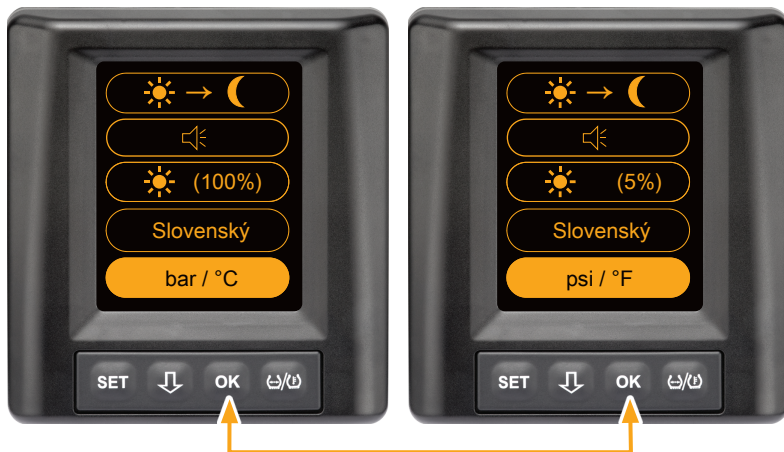 (100%)
Slovenský
bar / °C
SET
OK
(5%)
Slovenský
psi / °F
SET
OK